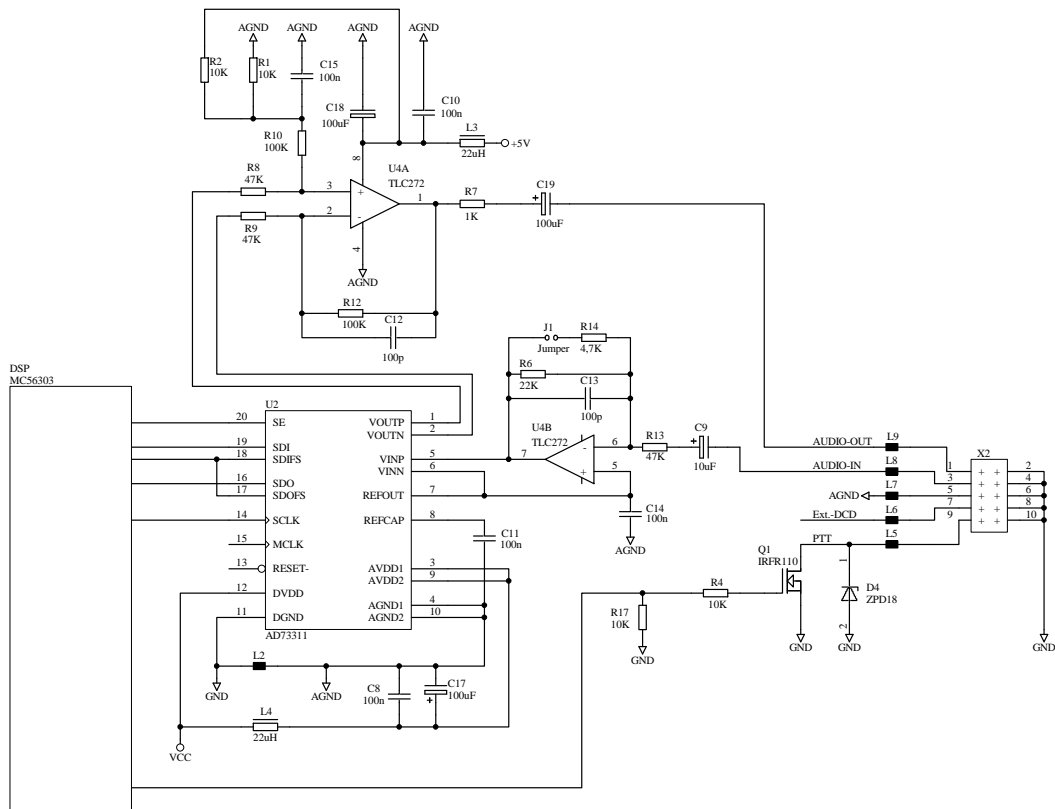 AGND AGND AGND AGND
R2
10K
R1
10K
C15
100n
C18
100uF
C10
100n
L3
22uH
+5V
R10
100K
8
U4A
TLC272
R8
47K
3
+
2
-
1
4
R9
47K
AGND
R7
1K
+
C19
100uF
R12
100K
C12
100p
J1
Jumper
R14
4,7K
R6
22K
C13
100p
DSP
MC56303
U2
20 SE
19 SDI
18 SDIFS
16 SDO
17 SDOFS
14 SCLK
15 MCLK
13 RESET-
12 DVDD
11 DGND
VOUTP 1
VOUTN 2
VINP 5
VINN 6
REFOUT 7
REFCAP 8
AVDD1 3
AVDD2 9
AGND1 4
AGND2 10
AD73311
U4B
TLC272
7
-
6
+
5
R13
47K
+
C9
10uF
C14
100n
AGND
C11
100n
AUDIO-OUT L9
AUDIO-IN L8
AGND L7
Ext.-DCD L6
PTT L5
X2
1 + + 2
3 + + 4
5 + + 6
7 + + 8
9 + + 10
Q1
IRFR110
R4
10K
R17
10K
GND
1
D4
ZPD18
2
GND
GND
GND
L2
GND
AGND
C8
100n
C17
100uF
+
L4
22uH
VCC